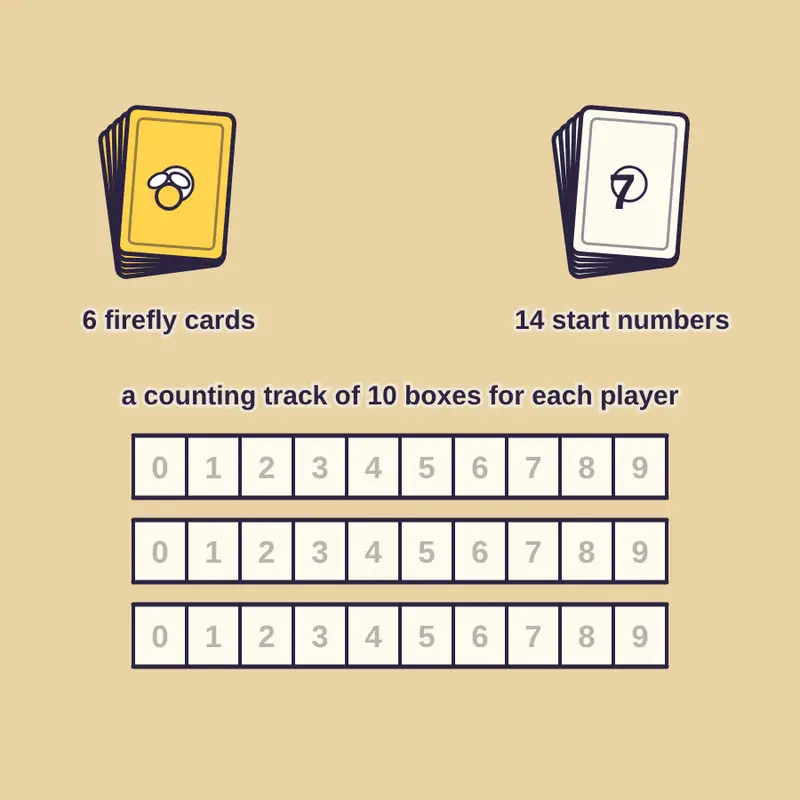 7
6 firefly cards
14 start numbers
a counting track of 10 boxes for each player
0 1 2 3 4 5 6 7 8 9
0 1 2 3 4 5 6 7 8 9
0 1 2 3 4 5 6 7 8 9